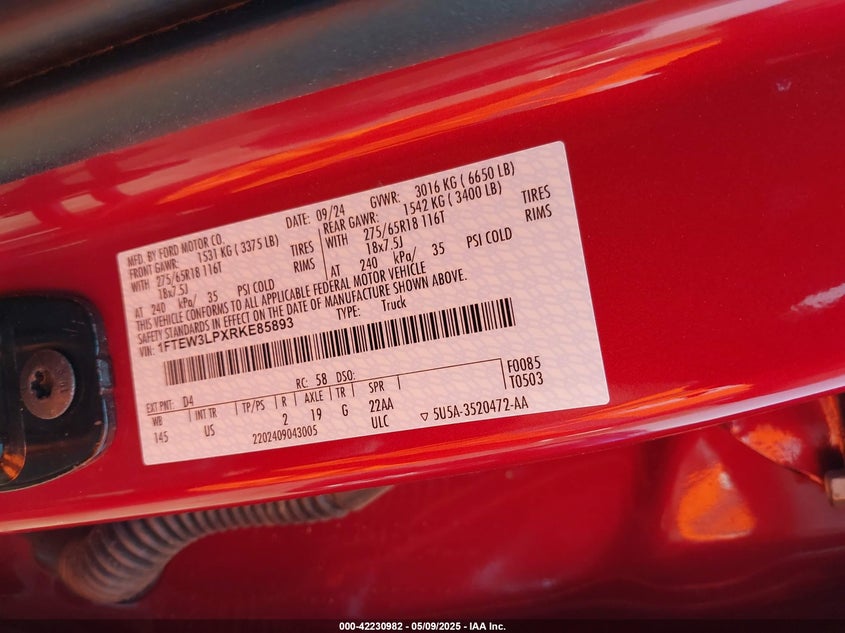 MFD. BY FORD MOTOR CO.
DATE: 09/24 GVWR: 3016 KG ( 6650 LB)
FRONT GAWR: 1531 KG ( 3375 LB) REAR GAWR: 1542 KG ( 3400 LB)
WITH 275/65R18 116T TIRES WITH 275/65R18 116T TIRES
18x7.5J RIMS 18x7.5J RIMS
AT 240 kPa/ 35 PSI COLD AT 240 kPa/ 35 PSI COLD
THIS VEHICLE CONFORMS TO ALL APPLICABLE FEDERAL MOTOR VEHICLE
SAFETY STANDARDS IN EFFECT ON THE DATE OF MANUFACTURE SHOWN ABOVE.
VIN: 1FTEW3LPXRKE85893 TYPE: Truck
F0085
T0503
EXT PNT: D4 RC: 58 DSO:
WB INT TR TP/PS R AXLE TR SPR
145 US 2 19 G 22AA
2202409043005 ULC ▽ 5U5A-3520472-AA
000-42230982 - 05/09/2025 - IAA Inc.